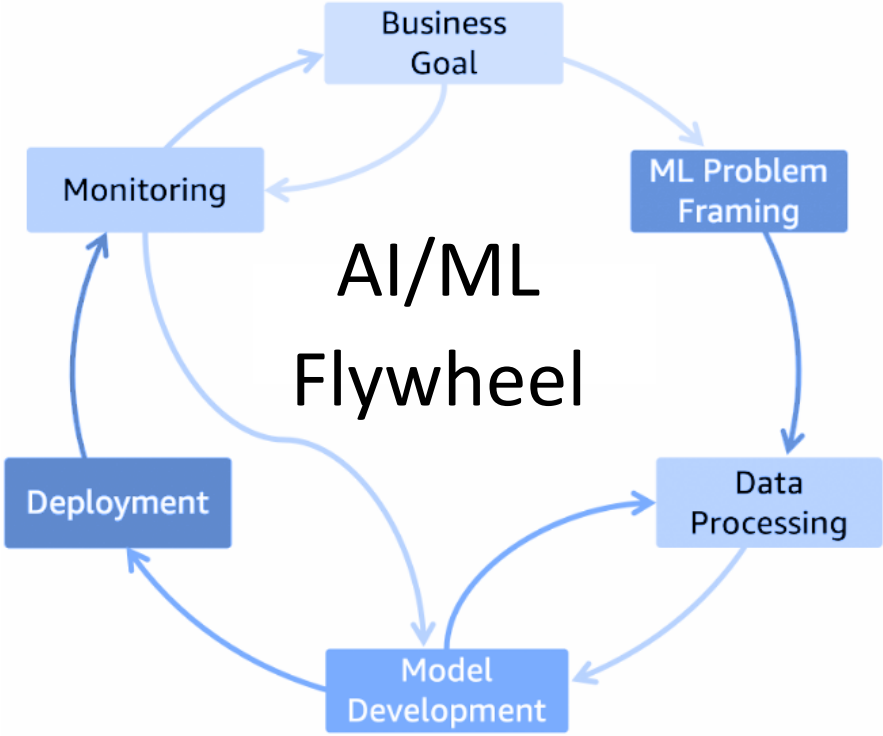 Business
Goal
ML Problem
Framing
Monitoring
AI/ML
Flywheel
Data
Processing
Deployment
Model
Development